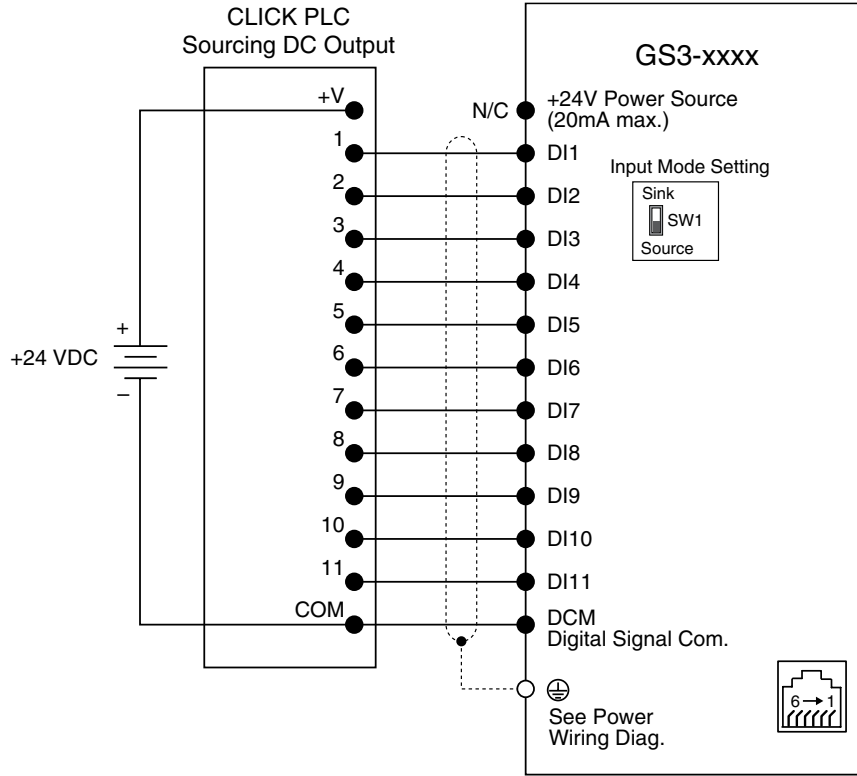 CLICK PLC
Sourcing DC Output
GS3-xxxx
+V
N/C
+24V Power Source
(20mA max.)
1
DI1
Input Mode Setting
Sink
SW1
Source
2
DI2
3
DI3
4
DI4
5
DI5
+
+24 VDC
–
6
DI6
7
DI7
8
DI8
9
DI9
10
DI10
11
DI11
COM
DCM
Digital Signal Com.
See Power
Wiring Diag.
6→1